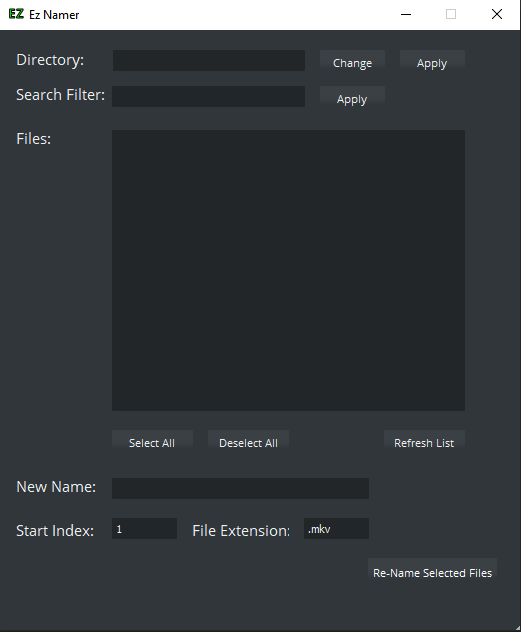 EZ Ez Namer
Directory: Change Apply
Search Filter: Apply
Files:
Select All Deselect All Refresh List
New Name:
Start Index: 1 File Extension: .mkv
Re-Name Selected Files